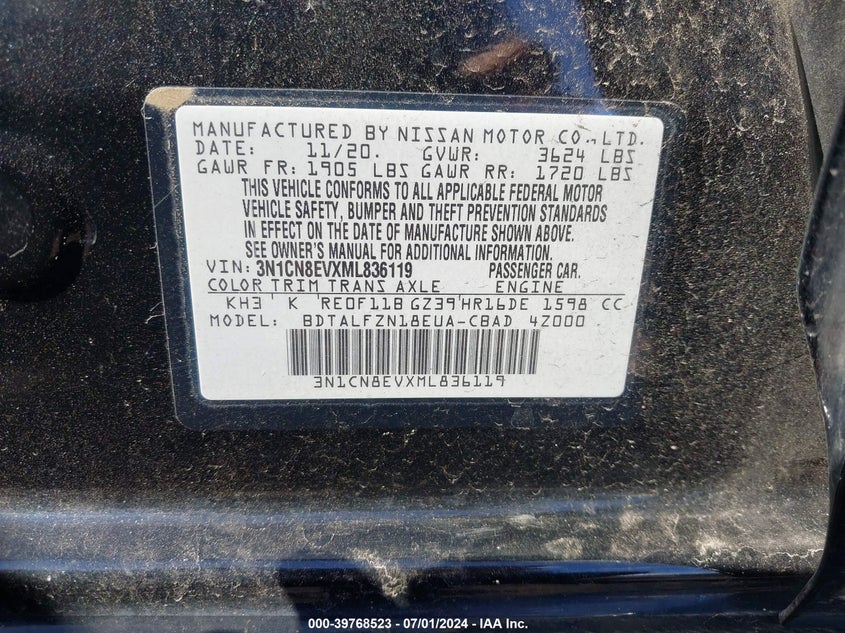 MANUFACTURED BY NISSAN MOTOR CO.,LTD.
DATE: 11/20. GVWR: 3624 LBS
GAWR FR: 1905 LBS GAWR RR: 1720 LBS
THIS VEHICLE CONFORMS TO ALL APPLICABLE FEDERAL MOTOR
VEHICLE SAFETY, BUMPER AND THEFT PREVENTION STANDARDS
IN EFFECT ON THE DATE OF MANUFACTURE SHOWN ABOVE.
SEE OWNER'S MANUAL FOR ADDITIONAL INFORMATION.
VIN: 3N1CN8EVXML836119 PASSENGER CAR.
COLOR TRIM TRANS AXLE ENGINE
KH3 K RE0F11B GZ39 HR16DE 1598 CC
MODEL: BDTALFZN18EUA-CBAD 4Z000
3N1CN8EVXML836119
000-39768523 - 07/01/2024 - IAA Inc.